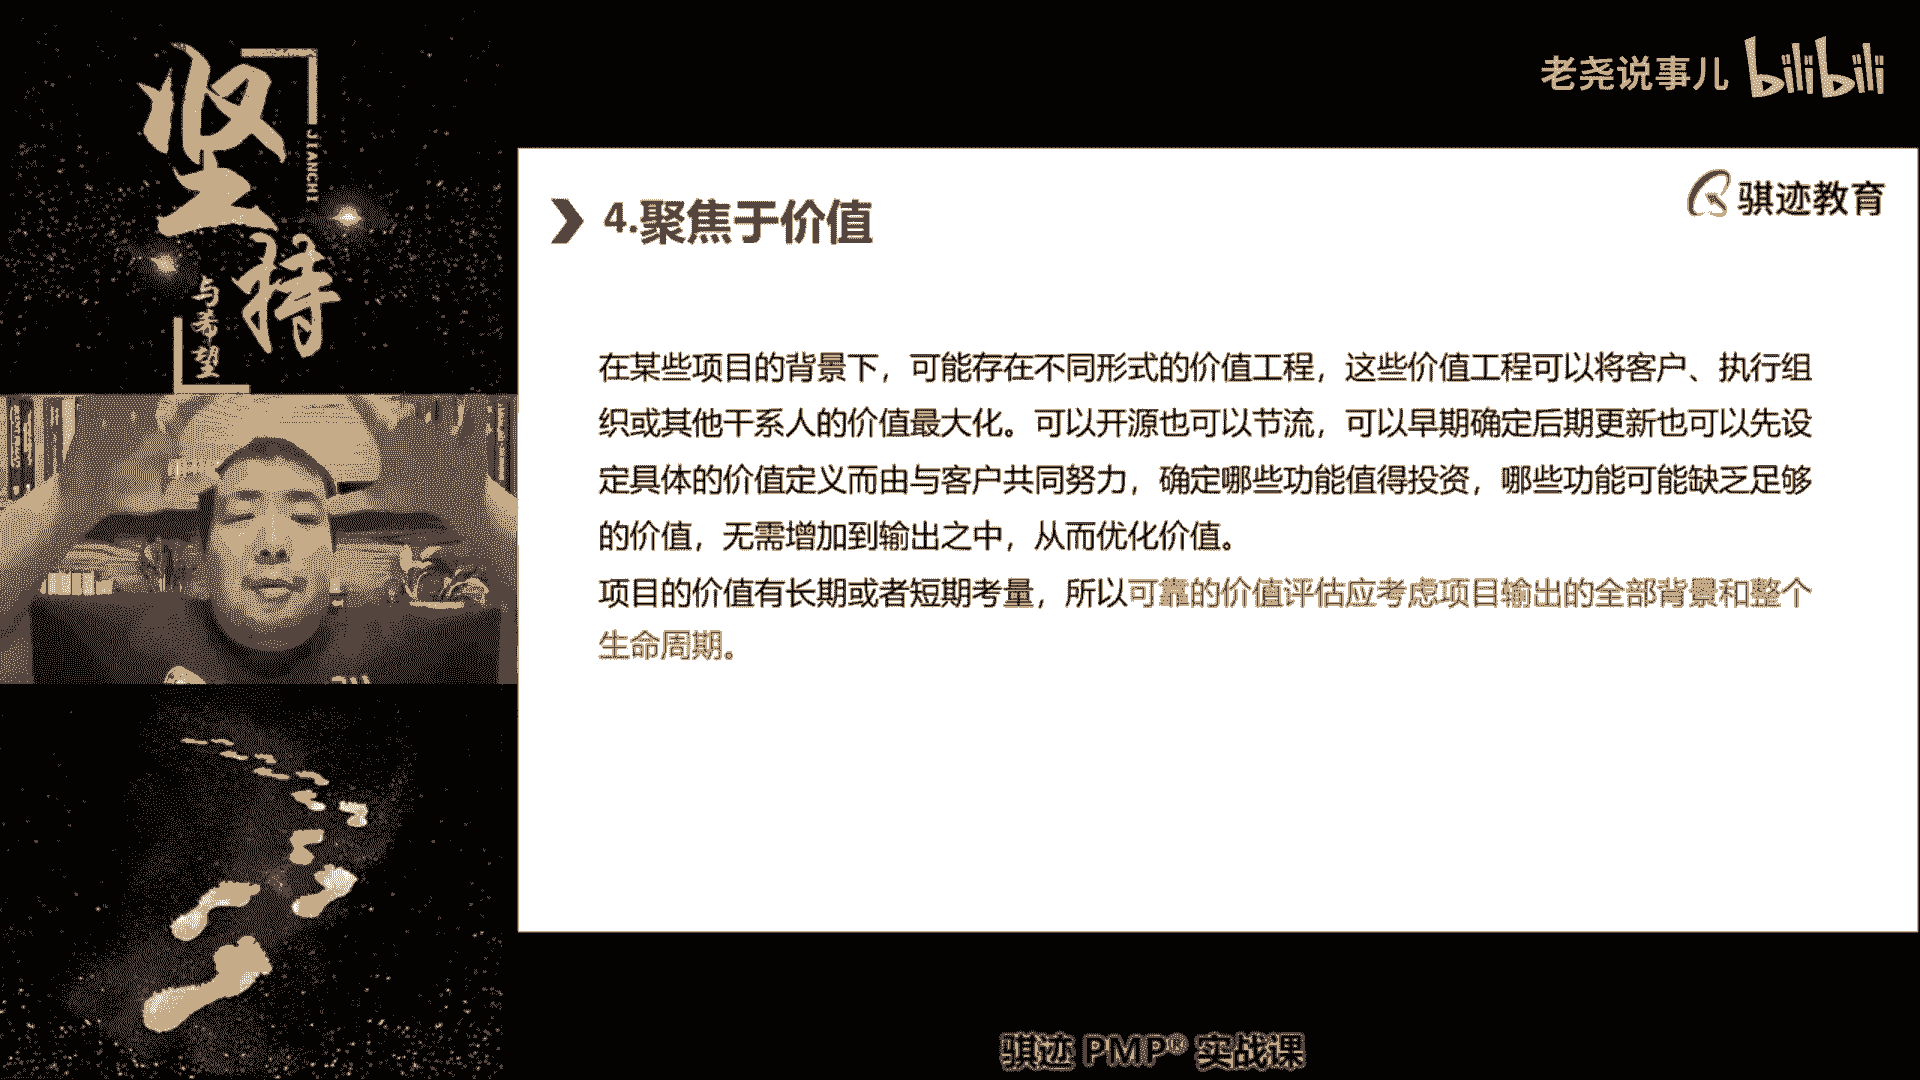 坚持
JIANCHI
与希望
老尧说事儿 bilibili
骐迹教育
4.聚焦于价值
在某些项目的背景下，可能存在不同形式的价值工程，这些价值工程可以将客户、执行组
织或其他干系人的价值最大化。可以开源也可以节流，可以早期确定后期更新也可以先设
定具体的价值定义而由与客户共同努力，确定哪些功能值得投资，哪些功能可能缺乏足够
的价值，无需增加到输出之中，从而优化价值。
项目的价值有长期或者短期考量，所以可靠的价值评估应考虑项目输出的全部背景和整个
生命周期。
骐迹 PMP® 实战课